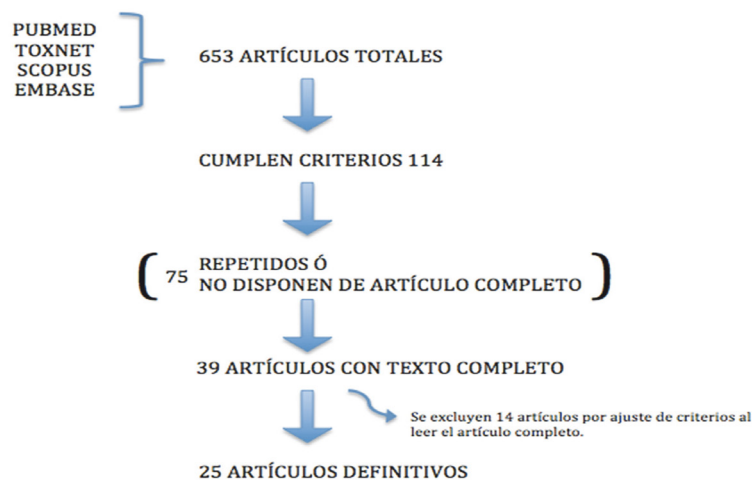 PUBMED
TOXNET
SCOPUS
EMBASE
653 ARTÍCULOS TOTALES
CUMPLEN CRITERIOS 114
( 75 REPETIDOS Ó
NO DISPONEN DE ARTÍCULO COMPLETO )
39 ARTÍCULOS CON TEXTO COMPLETO
Se excluyen 14 artículos por ajuste de criterios al
leer el artículo completo.
25 ARTÍCULOS DEFINITIVOS